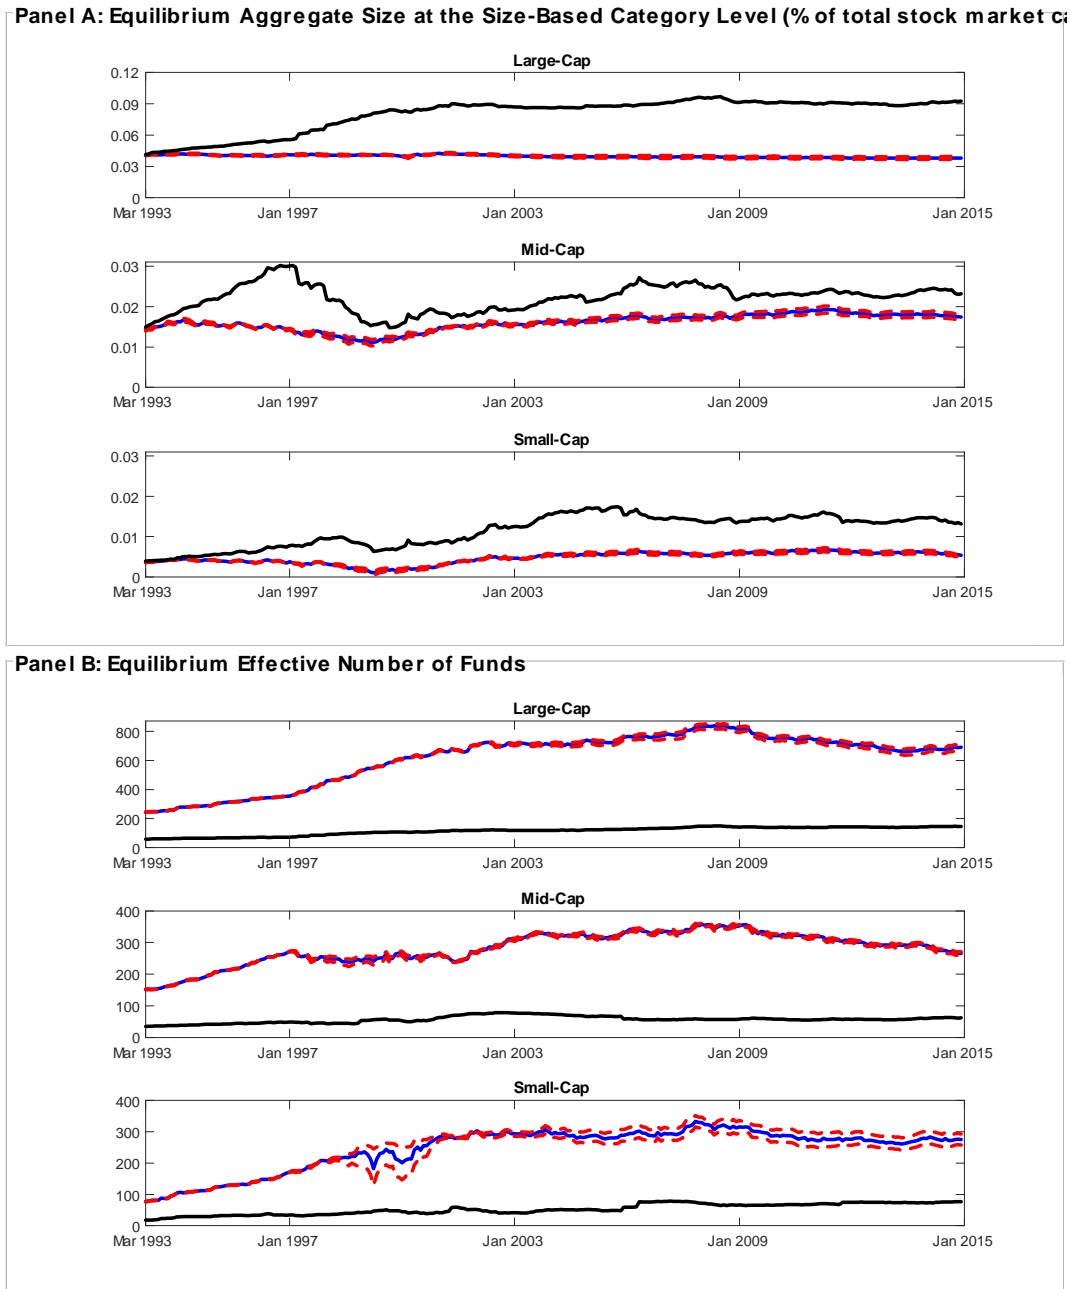 Panel A: Equilibrium Aggregate Size at the Size-Based Category Level (% of total stock market ca
Large-Cap
0.12
0.09
0.06
0.03
0
Mar 1993 Jan 1997 Jan 2003 Jan 2009 Jan 2015
Mid-Cap
0.03
0.02
0.01
0
Mar 1993 Jan 1997 Jan 2003 Jan 2009 Jan 2015
Small-Cap
0.03
0.02
0.01
0
Mar 1993 Jan 1997 Jan 2003 Jan 2009 Jan 2015
Panel B: Equilibrium Effective Number of Funds
Large-Cap
800
600
400
200
0
Mar 1993 Jan 1997 Jan 2003 Jan 2009 Jan 2015
Mid-Cap
400
300
200
100
0
Mar 1993 Jan 1997 Jan 2003 Jan 2009 Jan 2015
Small-Cap
400
300
200
100
0
Mar 1993 Jan 1997 Jan 2003 Jan 2009 Jan 2015